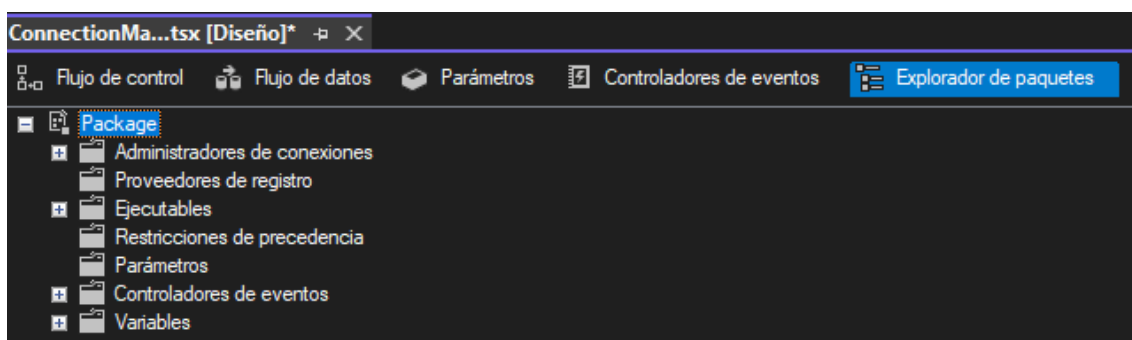 ConnectionMa...tsx [Diseño]*
Flujo de control Flujo de datos Parámetros Controladores de eventos Explorador de paquetes
Package
Administradores de conexiones
Proveedores de registro
Ejecutables
Restricciones de precedencia
Parámetros
Controladores de eventos
Variables